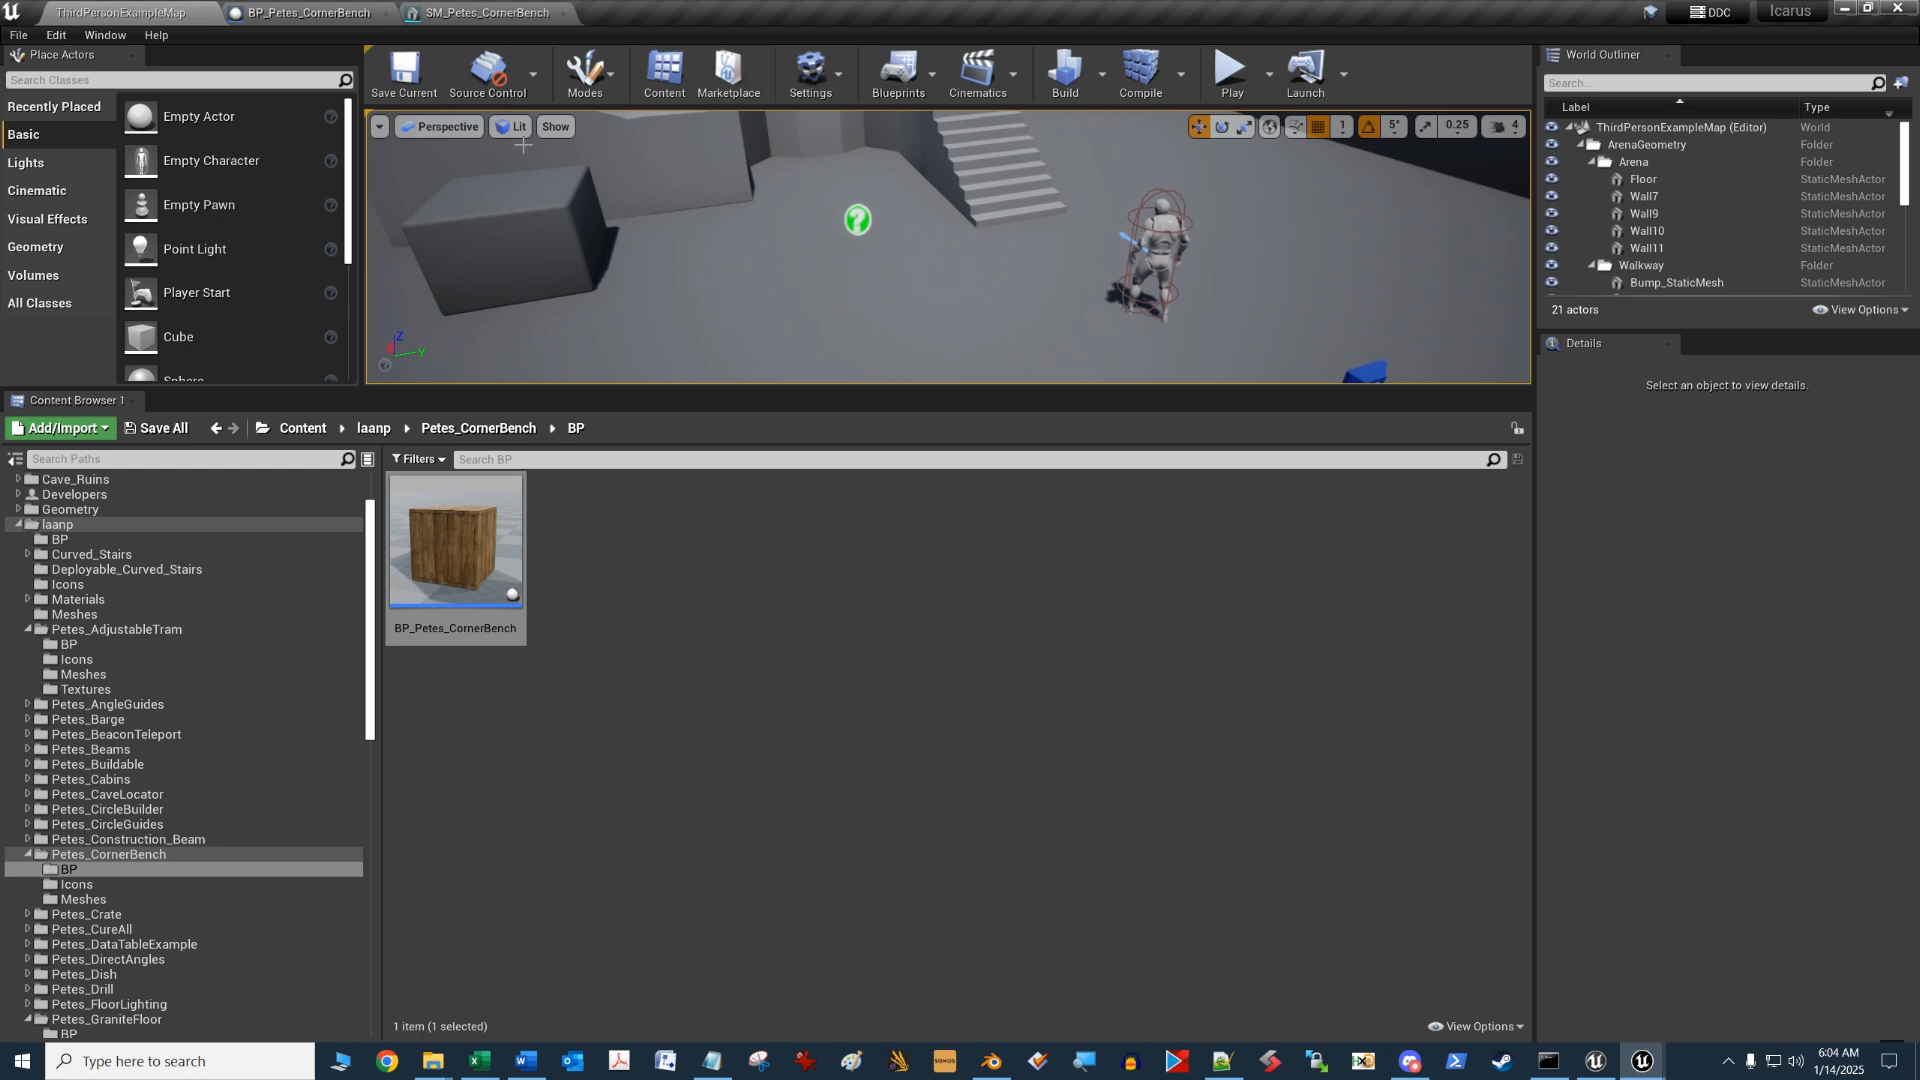 ThirdPersonExampleMap
BP_Petes_CornerBench
SM_Petes_CornerBench
DDC
Icarus
File
Edit
Window
Help
Place Actors
Search Classes
Recently Placed
Basic
Lights
Cinematic
Visual Effects
Geometry
Volumes
All Classes
Empty Actor
Empty Character
Empty Pawn
Point Light
Player Start
Cube
Sphere
Save Current
Source Control
Modes
Content
Marketplace
Settings
Blueprints
Cinematics
Build
Compile
Play
Launch
Perspective
Lit
Show
1
5°
0.25
4
Z
Y
World Outliner
Search...
Label
Type
ThirdPersonExampleMap (Editor) World
ArenaGeometry Folder
Arena Folder
Floor StaticMeshActor
Wall7 StaticMeshActor
Wall9 StaticMeshActor
Wall10 StaticMeshActor
Wall11 StaticMeshActor
Walkway Folder
Bump_StaticMesh StaticMeshActor
21 actors
View Options
Details
Select an object to view details.
Content Browser 1
Add/Import
Save All
Content
laanp
Petes_CornerBench
BP
Search Paths
Filters
Search BP
Cave_Ruins
Developers
Geometry
laanp
BP
Curved_Stairs
Deployable_Curved_Stairs
Icons
Materials
Meshes
Petes_AdjustableTram
BP
Icons
Meshes
Textures
Petes_AngleGuides
Petes_Barge
Petes_BeaconTeleport
Petes_Beams
Petes_Buildable
Petes_Cabins
Petes_CaveLocator
Petes_CircleBuilder
Petes_CircleGuides
Petes_Construction_Beam
Petes_CornerBench
BP
Icons
Meshes
Petes_Crate
Petes_CureAll
Petes_DataTableExample
Petes_DirectAngles
Petes_Dish
Petes_Drill
Petes_FloorLighting
Petes_GraniteFloor
BP
BP_Petes_CornerBench
1 item (1 selected)
View Options
Type here to search
SONOS
6:04 AM
1/14/2025